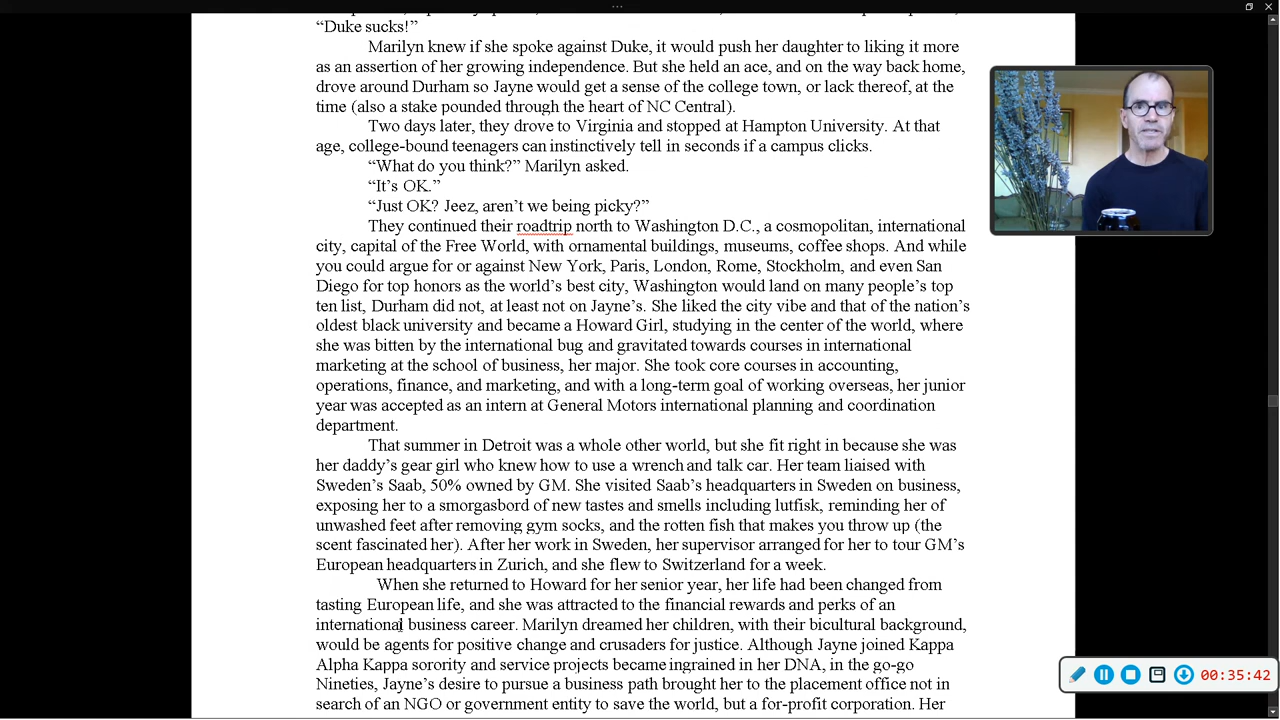 “Duke sucks!”
Marilyn knew if she spoke against Duke, it would push her daughter to liking it more
as an assertion of her growing independence. But she held an ace, and on the way back home,
drove around Durham so Jayne would get a sense of the college town, or lack thereof, at the
time (also a stake pounded through the heart of NC Central).
Two days later, they drove to Virginia and stopped at Hampton University. At that
age, college-bound teenagers can instinctively tell in seconds if a campus clicks.
“What do you think?” Marilyn asked.
“It’s OK.”
“Just OK? Jeez, aren’t we being picky?”
They continued their roadtrip north to Washington D.C., a cosmopolitan, international
city, capital of the Free World, with ornamental buildings, museums, coffee shops. And while
you could argue for or against New York, Paris, London, Rome, Stockholm, and even San
Diego for top honors as the world’s best city, Washington would land on many people’s top
ten list, Durham did not, at least not on Jayne’s. She liked the city vibe and that of the nation’s
oldest black university and became a Howard Girl, studying in the center of the world, where
she was bitten by the international bug and gravitated towards courses in international
marketing at the school of business, her major. She took core courses in accounting,
operations, finance, and marketing, and with a long-term goal of working overseas, her junior
year was accepted as an intern at General Motors international planning and coordination
department.
That summer in Detroit was a whole other world, but she fit right in because she was
her daddy’s gear girl who knew how to use a wrench and talk car. Her team liaised with
Sweden’s Saab, 50% owned by GM. She visited Saab’s headquarters in Sweden on business,
exposing her to a smorgasbord of new tastes and smells including lutfisk, reminding her of
unwashed feet after removing gym socks, and the rotten fish that makes you throw up (the
scent fascinated her). After her work in Sweden, her supervisor arranged for her to tour GM’s
European headquarters in Zurich, and she flew to Switzerland for a week.
When she returned to Howard for her senior year, her life had been changed from
tasting European life, and she was attracted to the financial rewards and perks of an
international business career. Marilyn dreamed her children, with their bicultural background,
would be agents for positive change and crusaders for justice. Although Jayne joined Kappa
Alpha Kappa sorority and service projects became ingrained in her DNA, in the go-go
Nineties, Jayne’s desire to pursue a business path brought her to the placement office not in
search of an NGO or government entity to save the world, but a for-profit corporation. Her
00:35:42